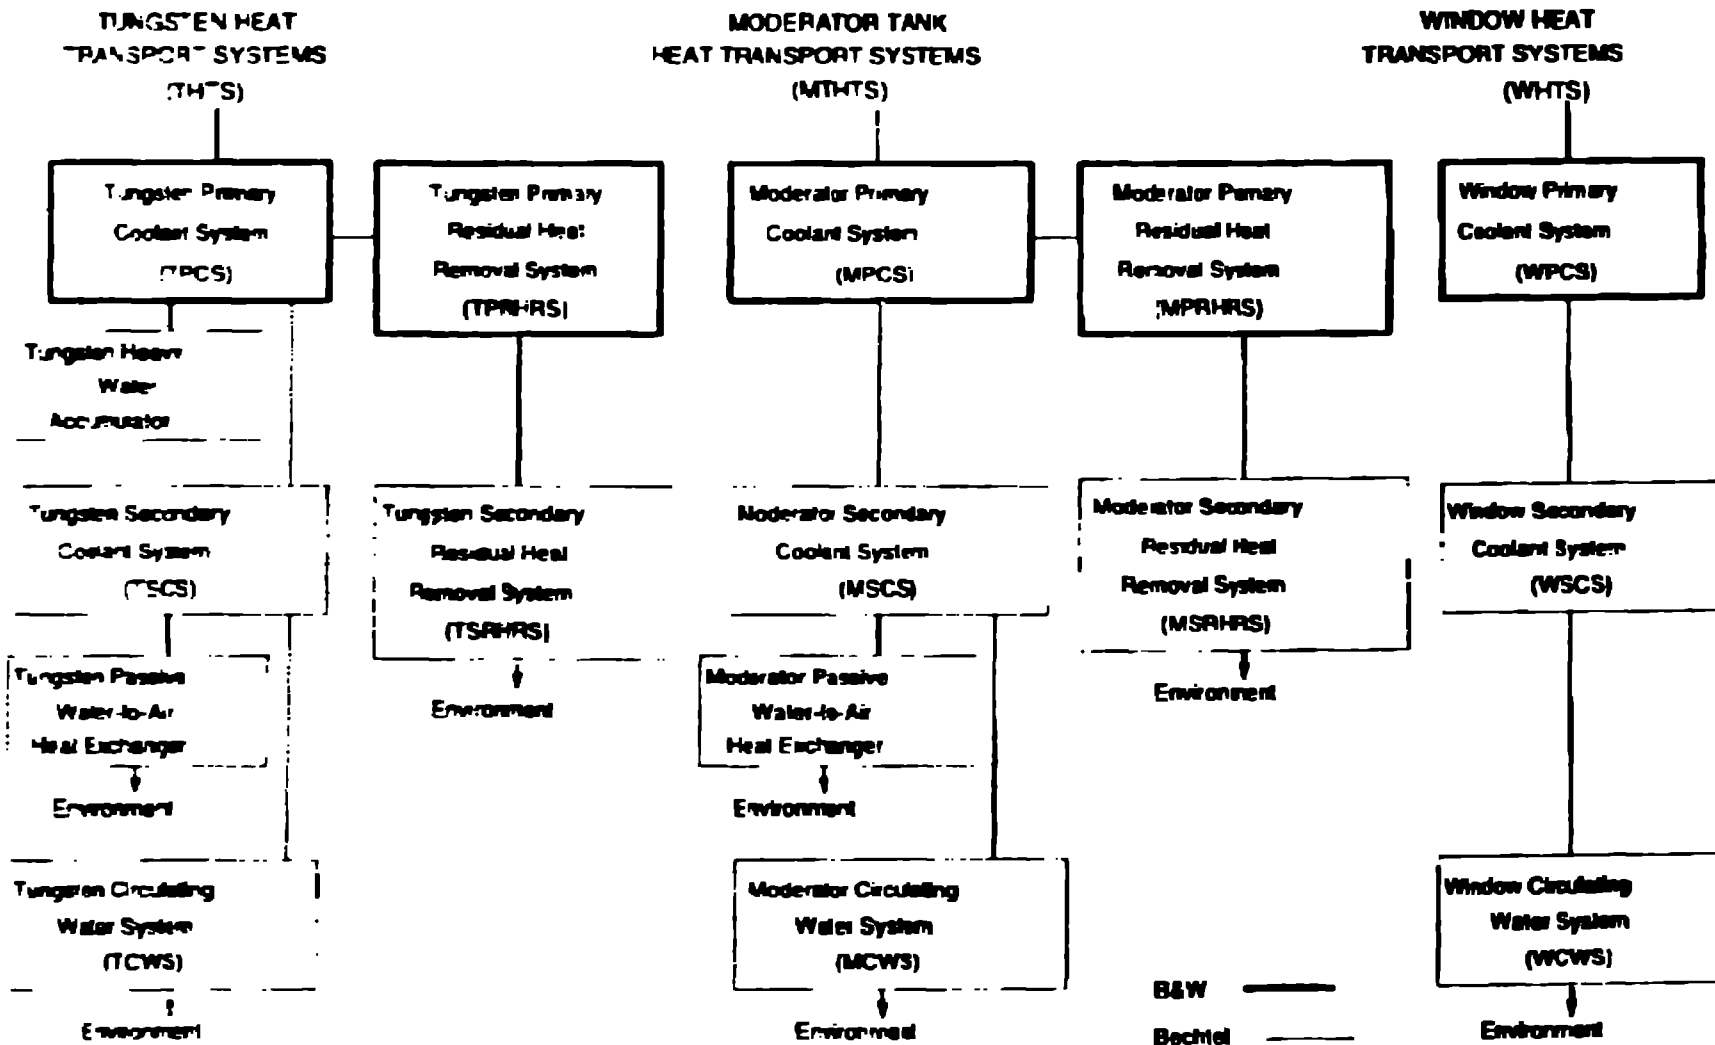 TUNGSTEN HEAT
TRANSPORT SYSTEMS
(THTS)
MODERATOR TANK
HEAT TRANSPORT SYSTEMS
(MTHTS)
WINDOW HEAT
TRANSPORT SYSTEMS
(WHTS)
Tungsten Primary
Coolant System
(TPCS)
Tungsten Primary
Residual Heat
Removal System
(TPRHRS)
Moderator Primary
Coolant System
(MPCS)
Moderator Primary
Residual Heat
Removal System
(MPRHRS)
Window Primary
Coolant System
(WPCS)
Tungsten Heavy
Water
Accumulator
Tungsten Secondary
Coolant System
(TSCS)
Tungsten Secondary
Residual Heat
Removal System
(TSRHRS)
Environment
Moderator Secondary
Coolant System
(MSCS)
Moderator Secondary
Residual Heat
Removal System
(MSRHRS)
Environment
Window Secondary
Coolant System
(WSCS)
Tungsten Passive
Water-to-Air
Heat Exchanger
Environment
Moderator Passive
Water-to-Air
Heat Exchanger
Environment
Tungsten Circulating
Water System
(TCWS)
Environment
Moderator Circulating
Water System
(MCWS)
Environment
Window Circulating
Water System
(WCWS)
Environment
B&W
Bechtel